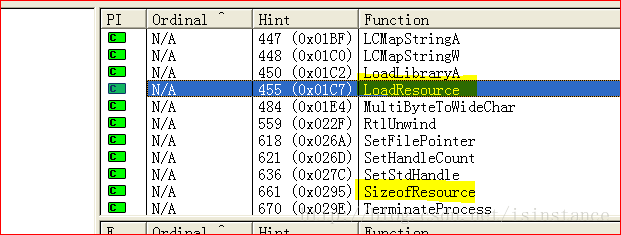 PI Ordinal ^ Hint Function
N/A 447 (0x01BF) LCMapStringA
N/A 448 (0x01C0) LCMapStringW
N/A 450 (0x01C2) LoadLibraryA
N/A 455 (0x01C7) LoadResource
N/A 484 (0x01E4) MultiByteToWideChar
N/A 559 (0x022F) RtlUnwind
N/A 618 (0x026A) SetFilePointer
N/A 621 (0x026D) SetHandleCount
N/A 636 (0x027C) SetStdHandle
N/A 661 (0x0295) SizeofResource
N/A 670 (0x029E) TerminateProcess
E Ordinal ^ Hint Function